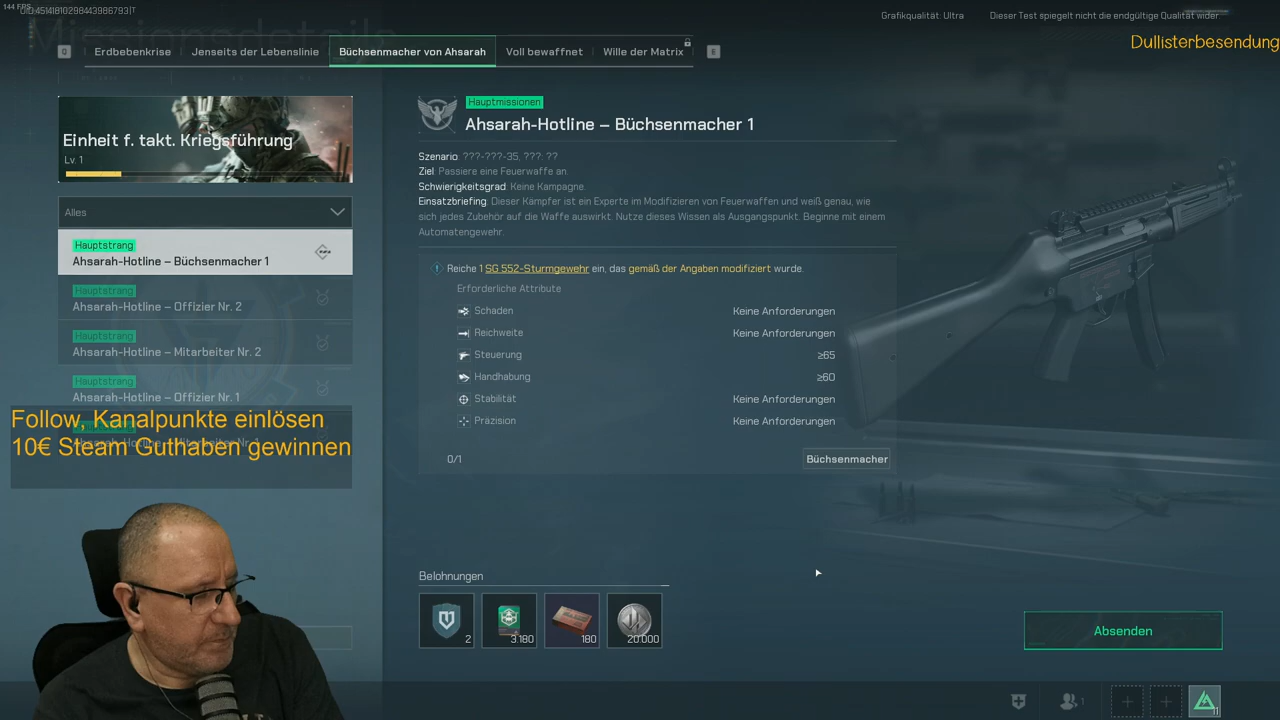 144 FPS
Missionsdetails
Grafikqualität: Ultra
Dieser Test spiegelt nicht die endgültige Qualität wider.
Dullisterbesendung
Q
Erdbebenkrise
Jenseits der Lebenslinie
Büchsenmacher von Ahsarah
Voll bewaffnet
Wille der Matrix
E
Einheit f. takt. Kriegsführung
Lv. 1
Alles
Hauptstrang
Ahsarah-Hotline – Büchsenmacher 1
Hauptstrang
Ahsarah-Hotline – Offizier Nr. 2
Hauptstrang
Ahsarah-Hotline – Mitarbeiter Nr. 2
Hauptstrang
Ahsarah-Hotline – Offizier Nr. 1
Follow, Kanalpunkte einlösen
10€ Steam Guthaben gewinnen
Hauptmissionen
Ahsarah-Hotline – Büchsenmacher 1
Szenario: ???-???-35, ???: ??
Ziel: Passiere eine Feuerwaffe an.
Schwierigkeitsgrad: Keine Kampagne.
Einsatzbriefing: Dieser Kämpfer ist ein Experte im Modifizieren von Feuerwaffen und weiß genau, wie
sich jedes Zubehör auf die Waffe auswirkt. Nutze dieses Wissen als Ausgangspunkt. Beginne mit einem
Automatengewehr.
Reiche 1 SG 552-Sturmgewehr ein, das gemäß der Angaben modifiziert wurde.
Erforderliche Attribute
Schaden Keine Anforderungen
Reichweite Keine Anforderungen
Steuerung ≥65
Handhabung ≥60
Stabilität Keine Anforderungen
Präzision Keine Anforderungen
0/1
Büchsenmacher
Belohnungen
2
3.180
180
20.000
Absenden
1